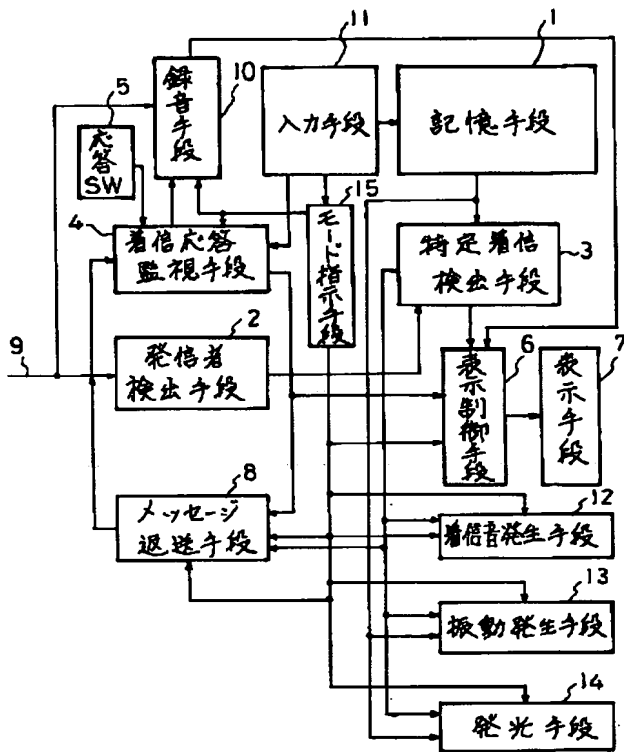 11
1
5
録音手段
10
入力手段
記憶手段
応答
SW
15
4
着信応答
監視手段
モード指示手段
特定着信
検出手段
3
2
発信者
検出手段
9
6
7
表示制御手段
表示手段
8
メッセージ
返送手段
12
着信音発生手段
13
振動発生手段
14
発光手段